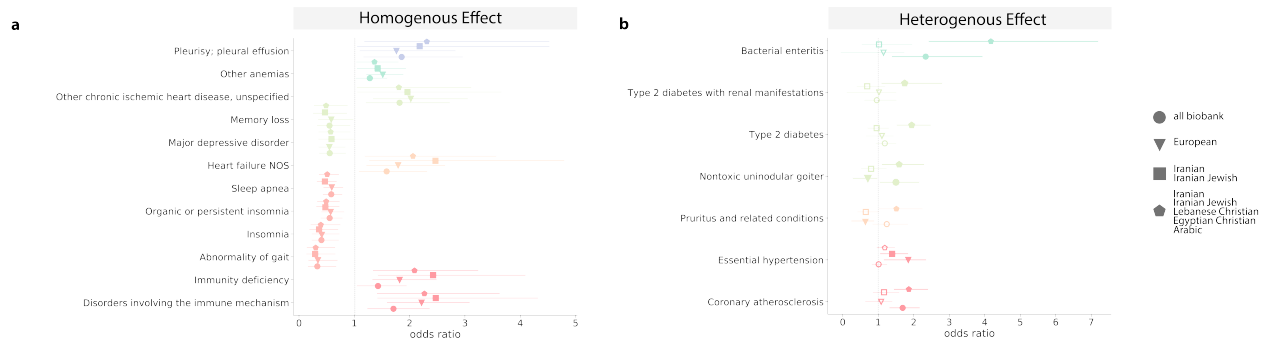 a
Homogenous Effect
Pleurisy; pleural effusion
Other anemias
Other chronic ischemic heart disease, unspecified
Memory loss
Major depressive disorder
Heart failure NOS
Sleep apnea
Organic or persistent insomnia
Insomnia
Abnormality of gait
Immunity deficiency
Disorders involving the immune mechanism
0 1 2 3 4 5
odds ratio
b
Heterogenous Effect
Bacterial enteritis
Type 2 diabetes with renal manifestations
Type 2 diabetes
Nontoxic uninodular goiter
Pruritus and related conditions
Essential hypertension
Coronary atherosclerosis
0 1 2 3 4 5 6 7
odds ratio
all biobank
European
Iranian
Iranian Jewish
Iranian
Iranian Jewish
Lebanese Christian
Egyptian Christian
Arabic